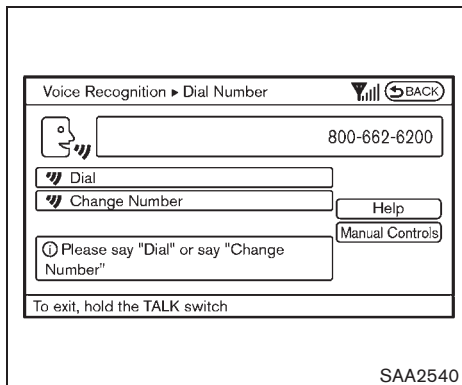 Voice Recognition ▸ Dial Number
BACK
800-662-6200
Dial
Change Number
Help
Manual Controls
Please say "Dial" or say "Change
Number"
To exit, hold the TALK switch
SAA2540